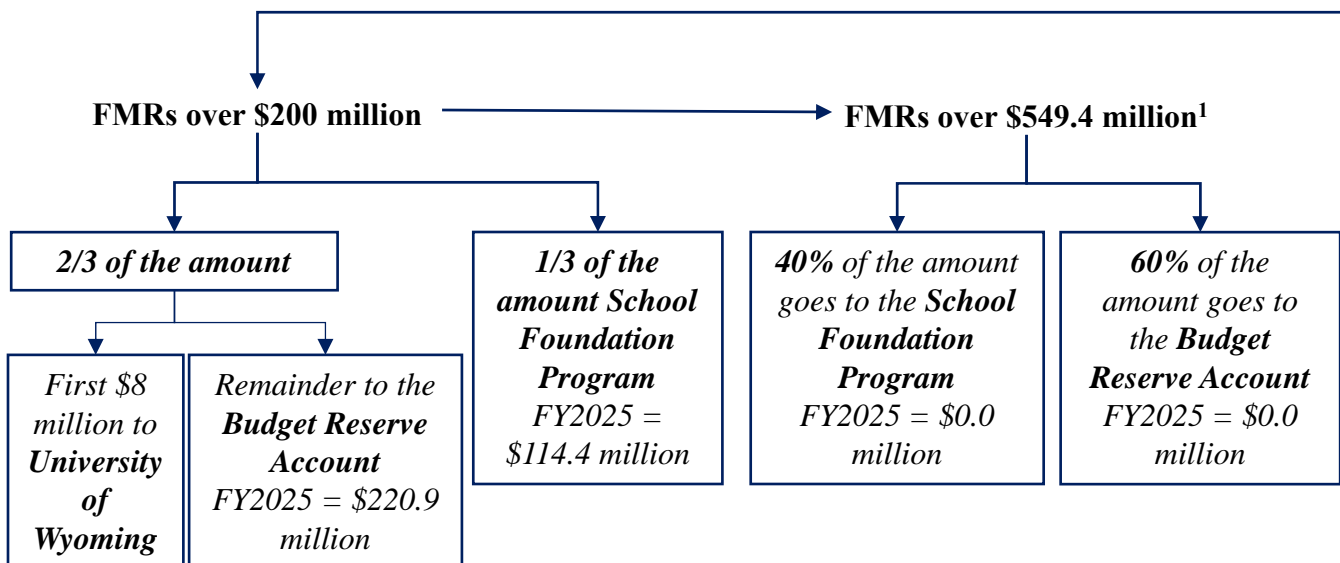 FMRs over $200 million
FMRs over $549.4 million¹
2/3 of the amount
First $8
million to
University
of
Wyoming
Remainder to the
Budget Reserve
Account
FY2025 = $220.9
million
1/3 of the
amount School
Foundation
Program
FY2025 =
$114.4 million
40% of the amount
goes to the School
Foundation
Program
FY2025 = $0.0
million
60% of the
amount goes to
the Budget
Reserve Account
FY2025 = $0.0
million